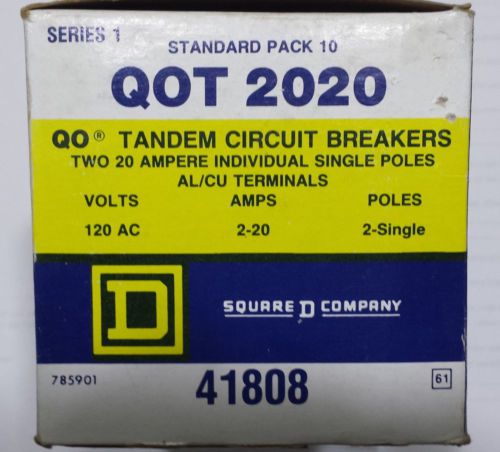 SERIES 1
STANDARD PACK 10
QOT 2020
QO® TANDEM CIRCUIT BREAKERS
TWO 20 AMPERE INDIVIDUAL SINGLE POLES
AL/CU TERMINALS
VOLTS AMPS POLES
120 AC 2-20 2-Single
D
SQUARE D COMPANY
785901 41808 61